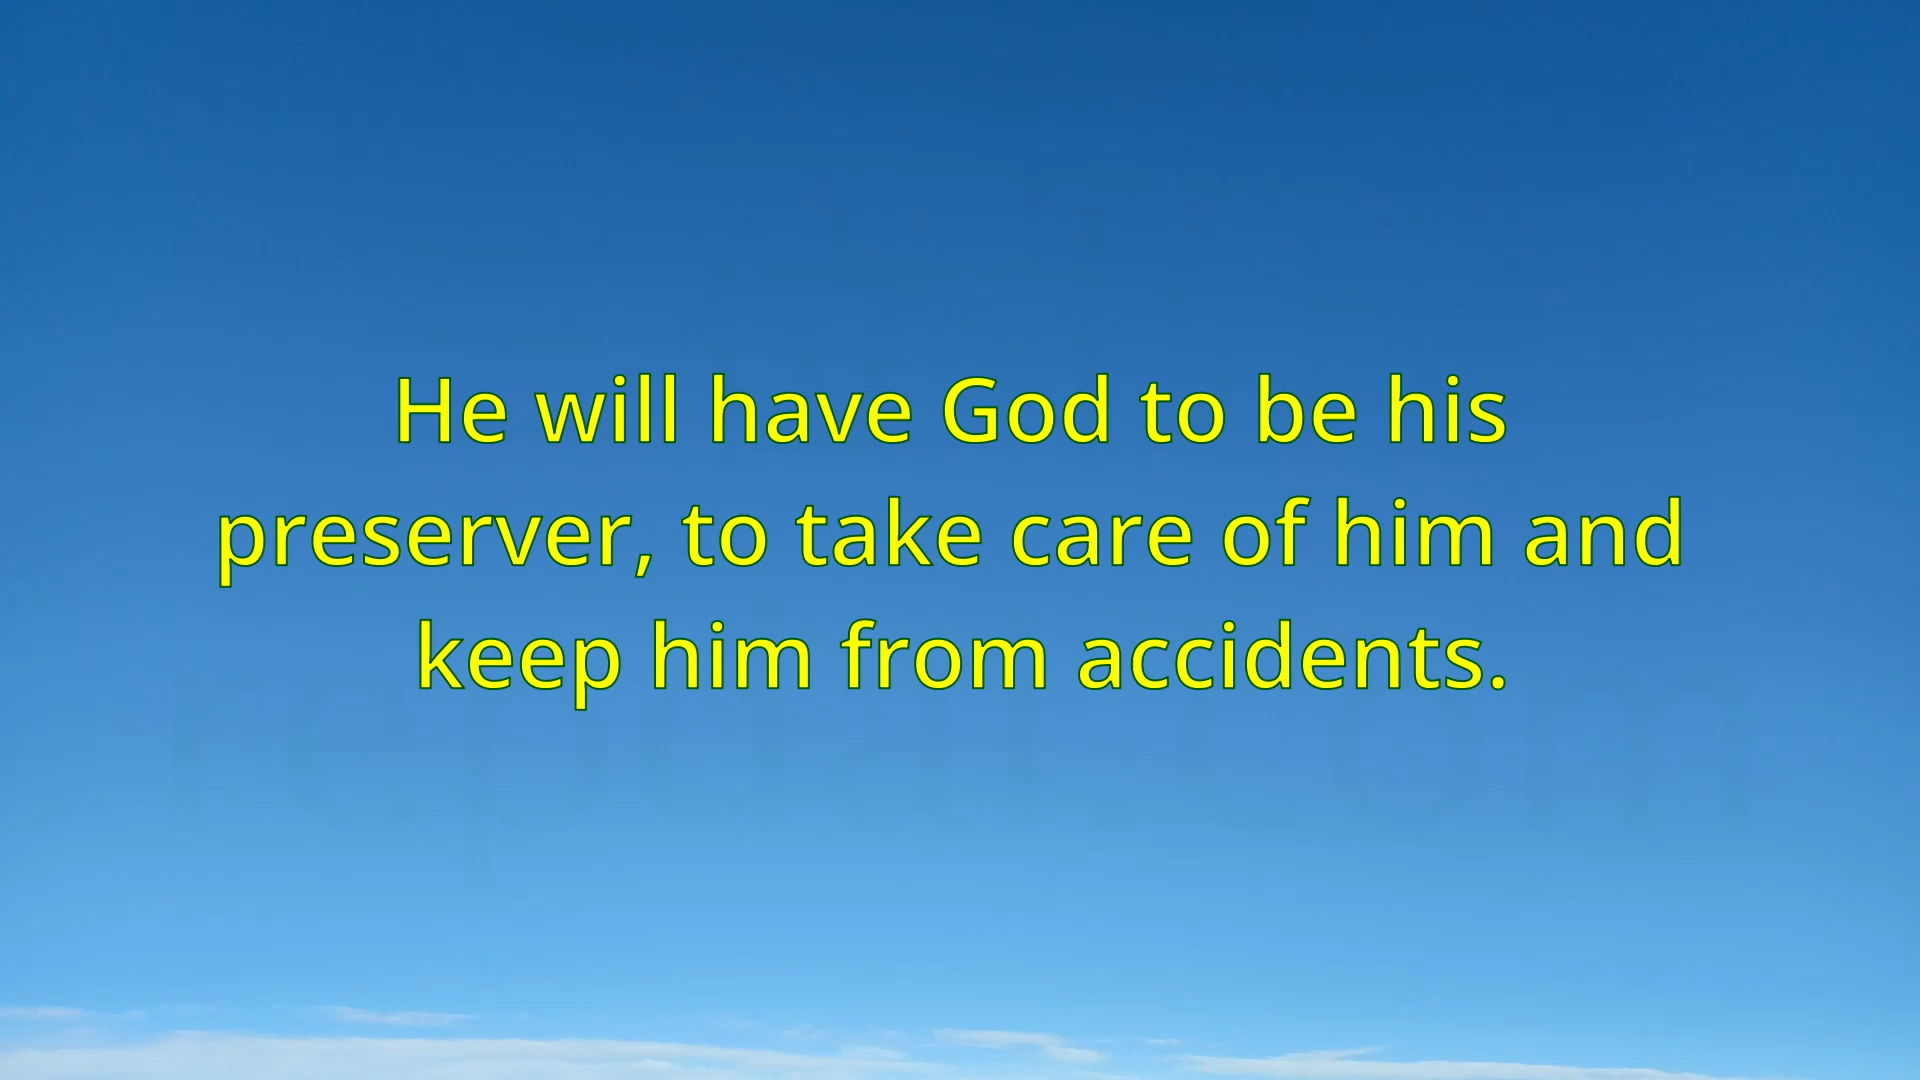 He will have God to be his
preserver, to take care of him and
keep him from accidents.